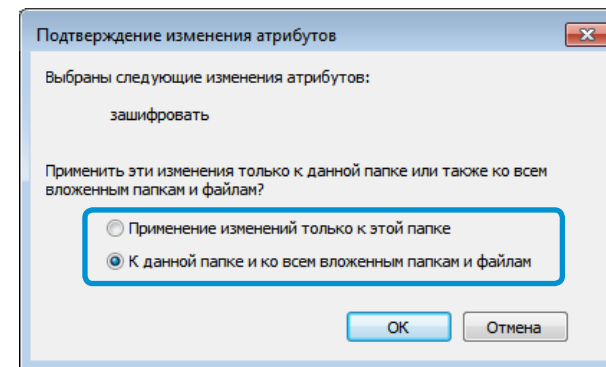 Подтверждение изменения атрибутов
Выбраны следующие изменения атрибутов:
зашифровать
Применить эти изменения только к данной папке или также ко всем
вложенным папкам и файлам?
Применение изменений только к этой папке
К данной папке и ко всем вложенным папкам и файлам
ОК
Отмена